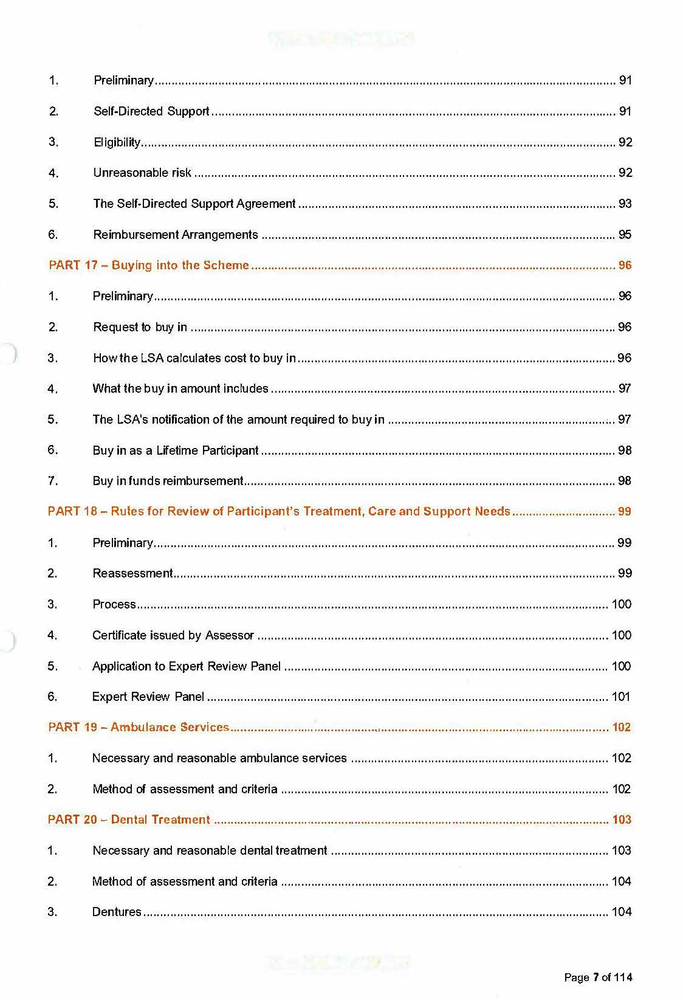 1. Preliminary 91
2. Self-Directed Support 91
3. Eligibility 92
4. Unreasonable risk 92
5. The Self-Directed Support Agreement 93
6. Reimbursement Arrangements 95
PART 17 – Buying into the Scheme 96
1. Preliminary 96
2. Request to buy in 96
3. How the LSA calculates cost to buy in 96
4. What the buy in amount includes 97
5. The LSA's notification of the amount required to buy in 97
6. Buy in as a Lifetime Participant 98
7. Buy in funds reimbursement 98
PART 18 – Rules for Review of Participant's Treatment, Care and Support Needs 99
1. Preliminary 99
2. Reassessment 99
3. Process 100
4. Certificate issued by Assessor 100
5. Application to Expert Review Panel 100
6. Expert Review Panel 101
PART 19 – Ambulance Services 102
1. Necessary and reasonable ambulance services 102
2. Method of assessment and criteria 102
PART 20 – Dental Treatment 103
1. Necessary and reasonable dental treatment 103
2. Method of assessment and criteria 104
3. Dentures 104
Page 7 of 114